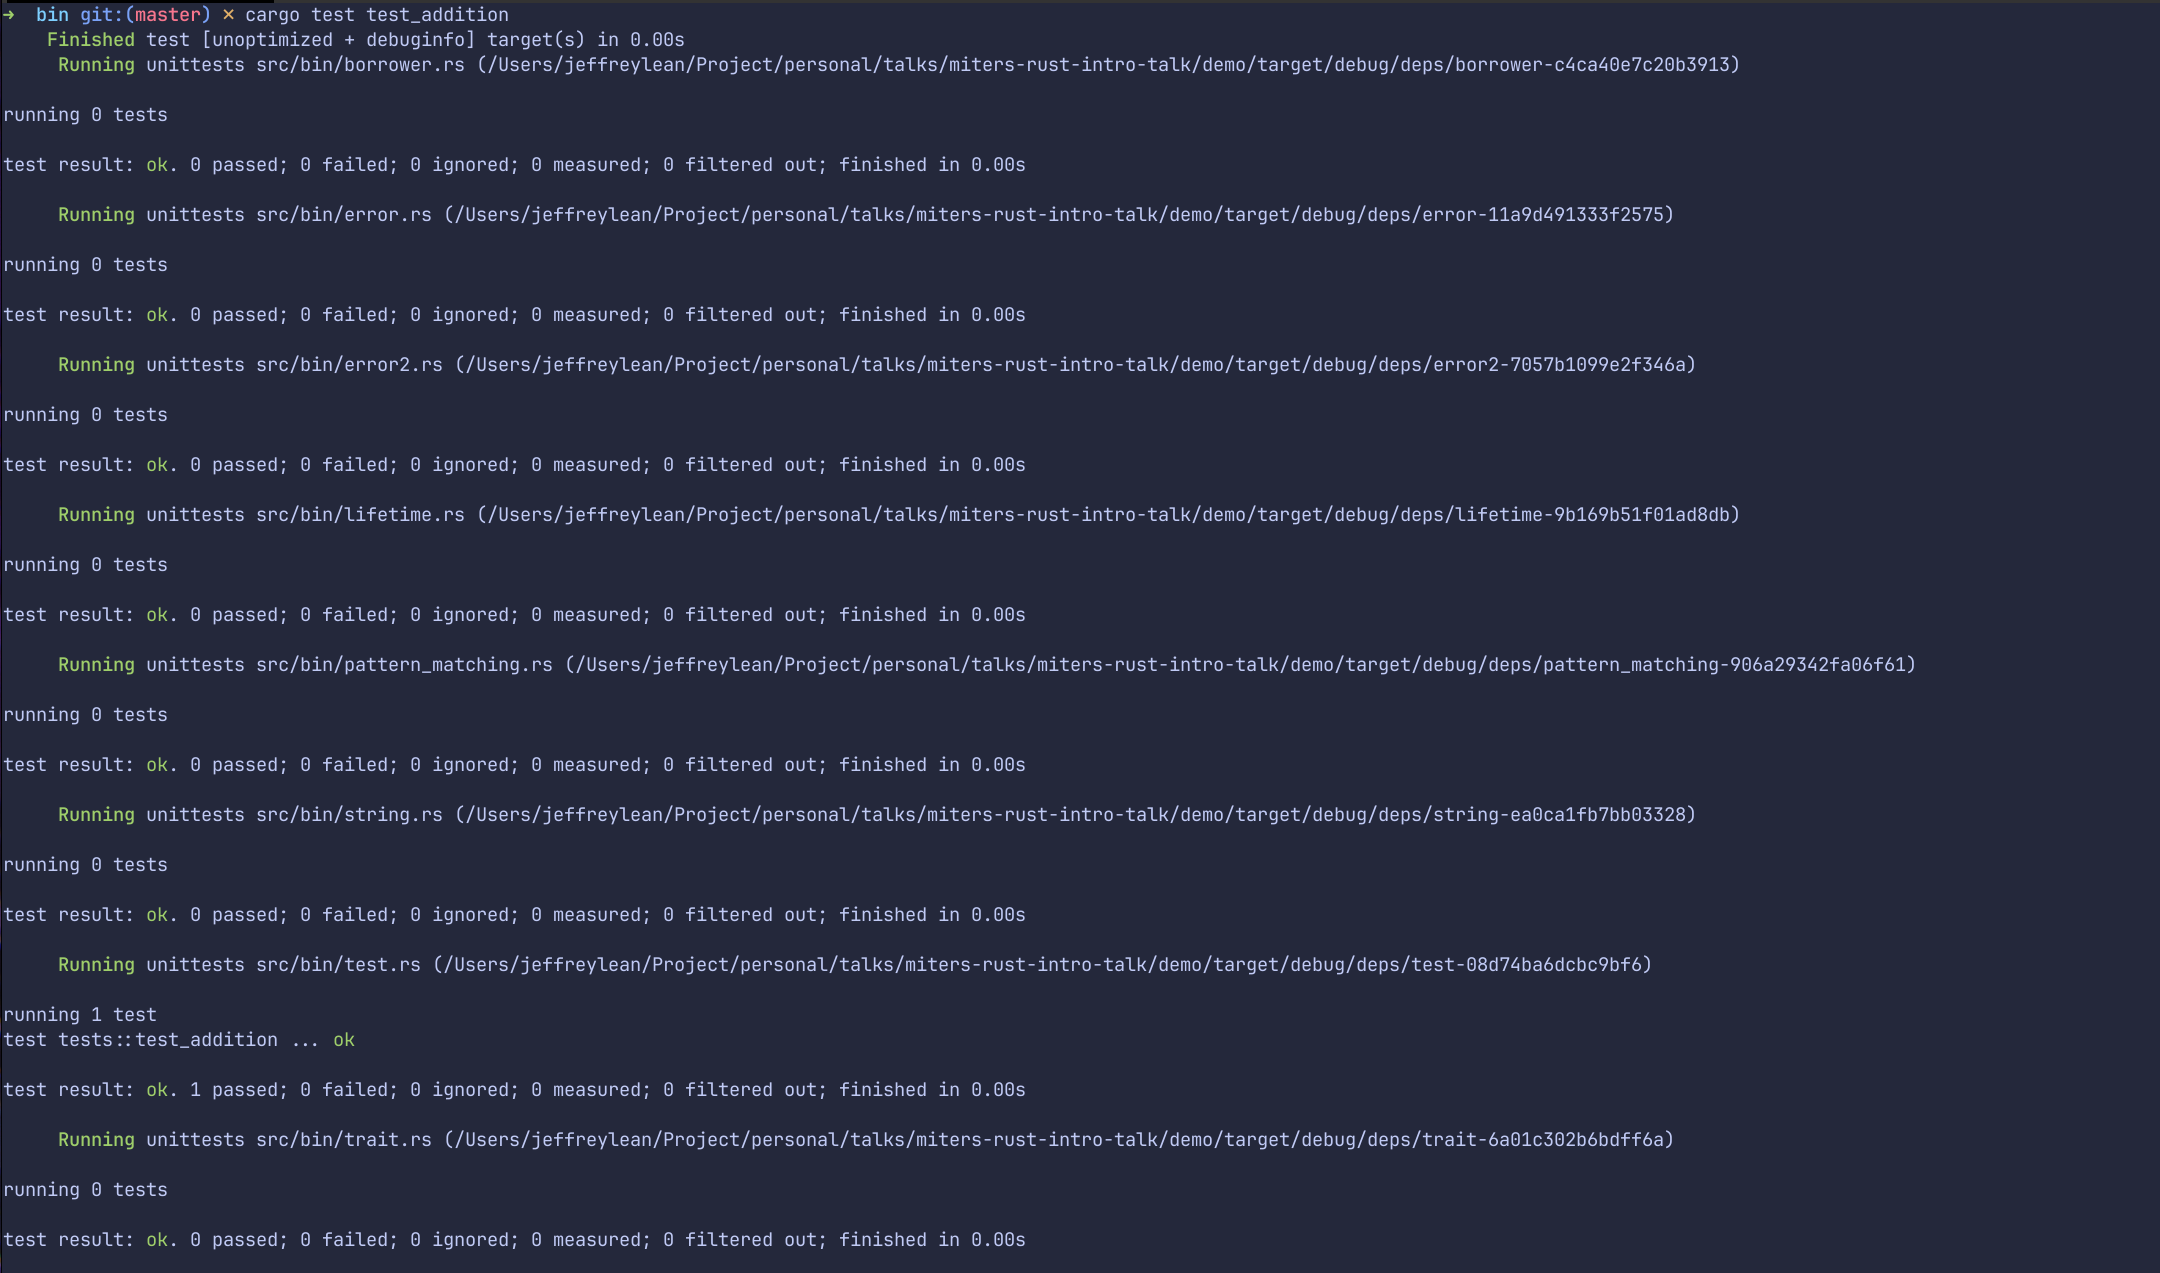 →  bin git:(master) × cargo test test_addition
    Finished test [unoptimized + debuginfo] target(s) in 0.00s
     Running unittests src/bin/borrower.rs (/Users/jeffreylean/Project/personal/talks/miters-rust-intro-talk/demo/target/debug/deps/borrower-c4ca40e7c20b3913)
running 0 tests
test result: ok. 0 passed; 0 failed; 0 ignored; 0 measured; 0 filtered out; finished in 0.00s
     Running unittests src/bin/error.rs (/Users/jeffreylean/Project/personal/talks/miters-rust-intro-talk/demo/target/debug/deps/error-11a9d491333f2575)
running 0 tests
test result: ok. 0 passed; 0 failed; 0 ignored; 0 measured; 0 filtered out; finished in 0.00s
     Running unittests src/bin/error2.rs (/Users/jeffreylean/Project/personal/talks/miters-rust-intro-talk/demo/target/debug/deps/error2-7057b1099e2f346a)
running 0 tests
test result: ok. 0 passed; 0 failed; 0 ignored; 0 measured; 0 filtered out; finished in 0.00s
     Running unittests src/bin/lifetime.rs (/Users/jeffreylean/Project/personal/talks/miters-rust-intro-talk/demo/target/debug/deps/lifetime-9b169b51f01ad8db)
running 0 tests
test result: ok. 0 passed; 0 failed; 0 ignored; 0 measured; 0 filtered out; finished in 0.00s
     Running unittests src/bin/pattern_matching.rs (/Users/jeffreylean/Project/personal/talks/miters-rust-intro-talk/demo/target/debug/deps/pattern_matching-906a29342fa06f61)
running 0 tests
test result: ok. 0 passed; 0 failed; 0 ignored; 0 measured; 0 filtered out; finished in 0.00s
     Running unittests src/bin/string.rs (/Users/jeffreylean/Project/personal/talks/miters-rust-intro-talk/demo/target/debug/deps/string-ea0ca1fb7bb03328)
running 0 tests
test result: ok. 0 passed; 0 failed; 0 ignored; 0 measured; 0 filtered out; finished in 0.00s
     Running unittests src/bin/test.rs (/Users/jeffreylean/Project/personal/talks/miters-rust-intro-talk/demo/target/debug/deps/test-08d74ba6dcbc9bf6)
running 1 test
test tests::test_addition ... ok
test result: ok. 1 passed; 0 failed; 0 ignored; 0 measured; 0 filtered out; finished in 0.00s
     Running unittests src/bin/trait.rs (/Users/jeffreylean/Project/personal/talks/miters-rust-intro-talk/demo/target/debug/deps/trait-6a01c302b6bdff6a)
running 0 tests
test result: ok. 0 passed; 0 failed; 0 ignored; 0 measured; 0 filtered out; finished in 0.00s